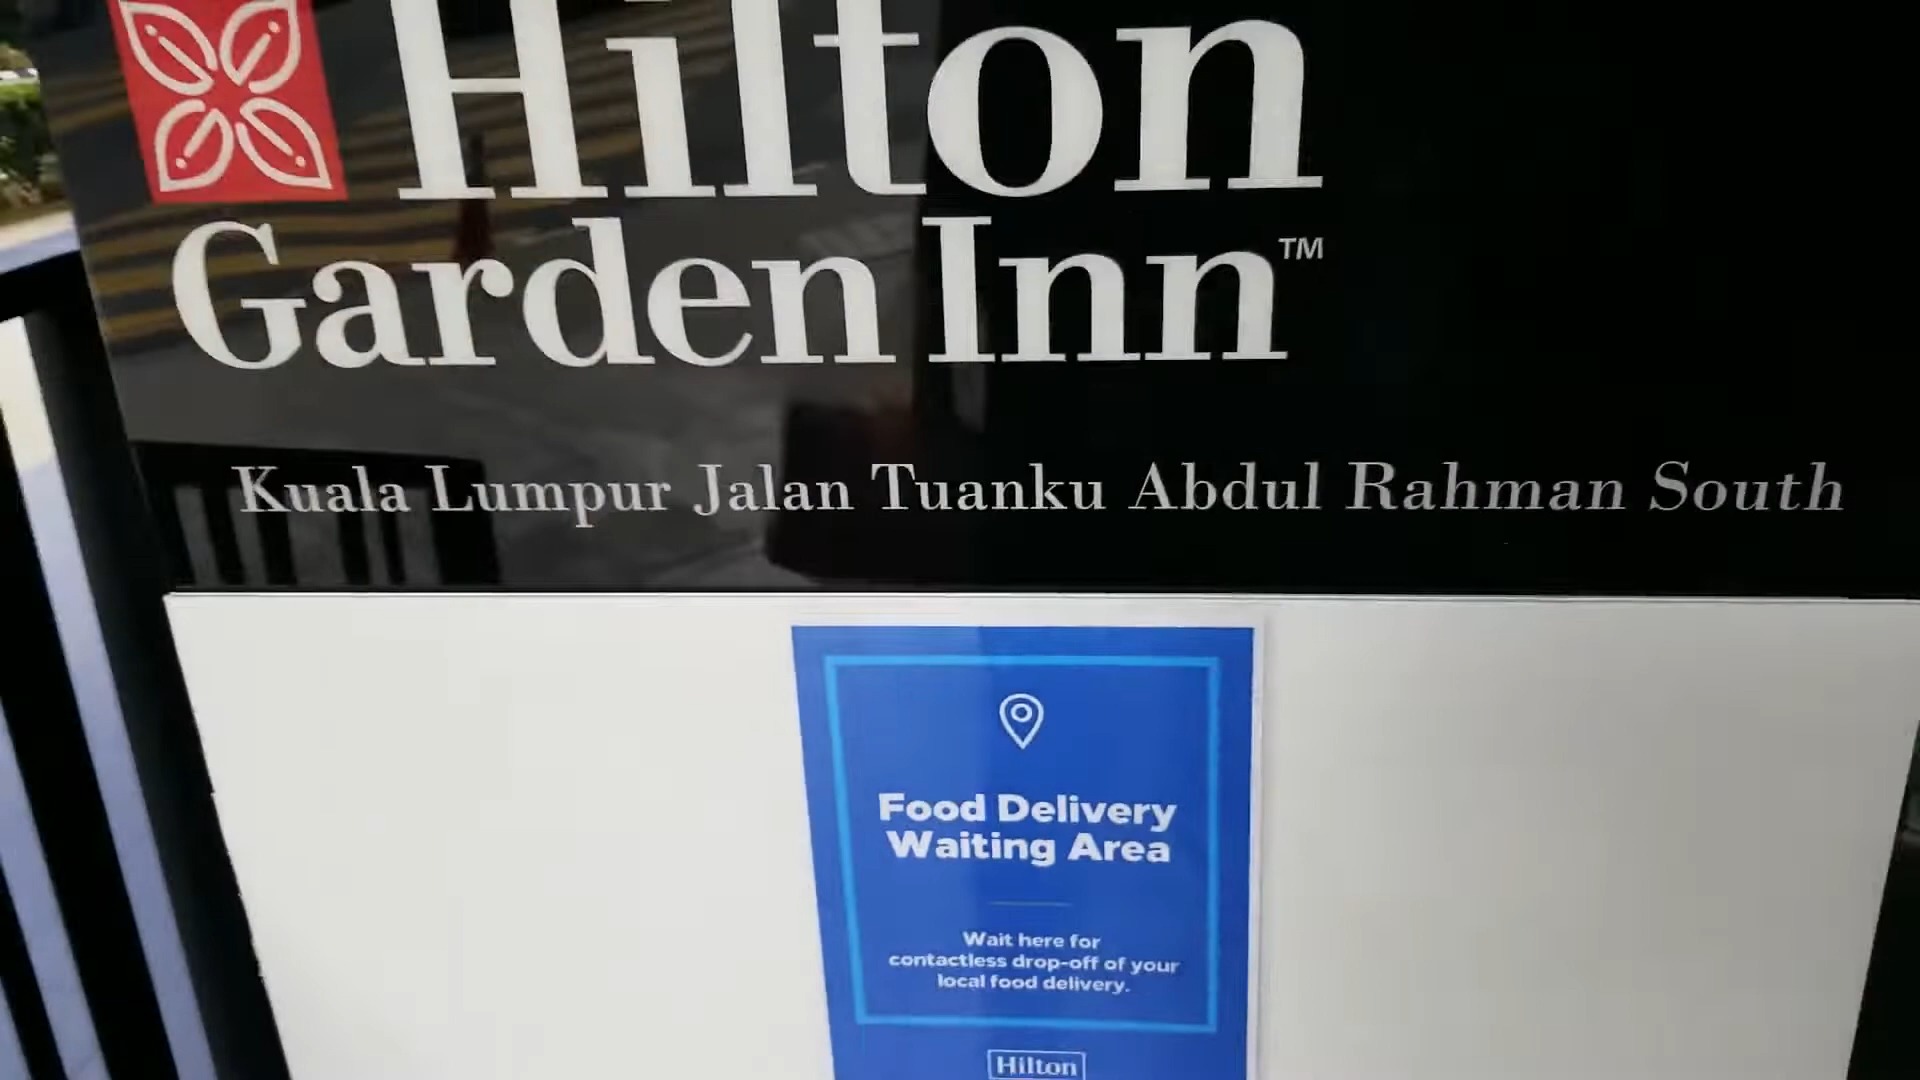 Hilton
Garden Inn™
Kuala Lumpur Jalan Tuanku Abdul Rahman South
Food Delivery
Waiting Area
Wait here for
contactless drop-off of your
local food delivery.
Hilton